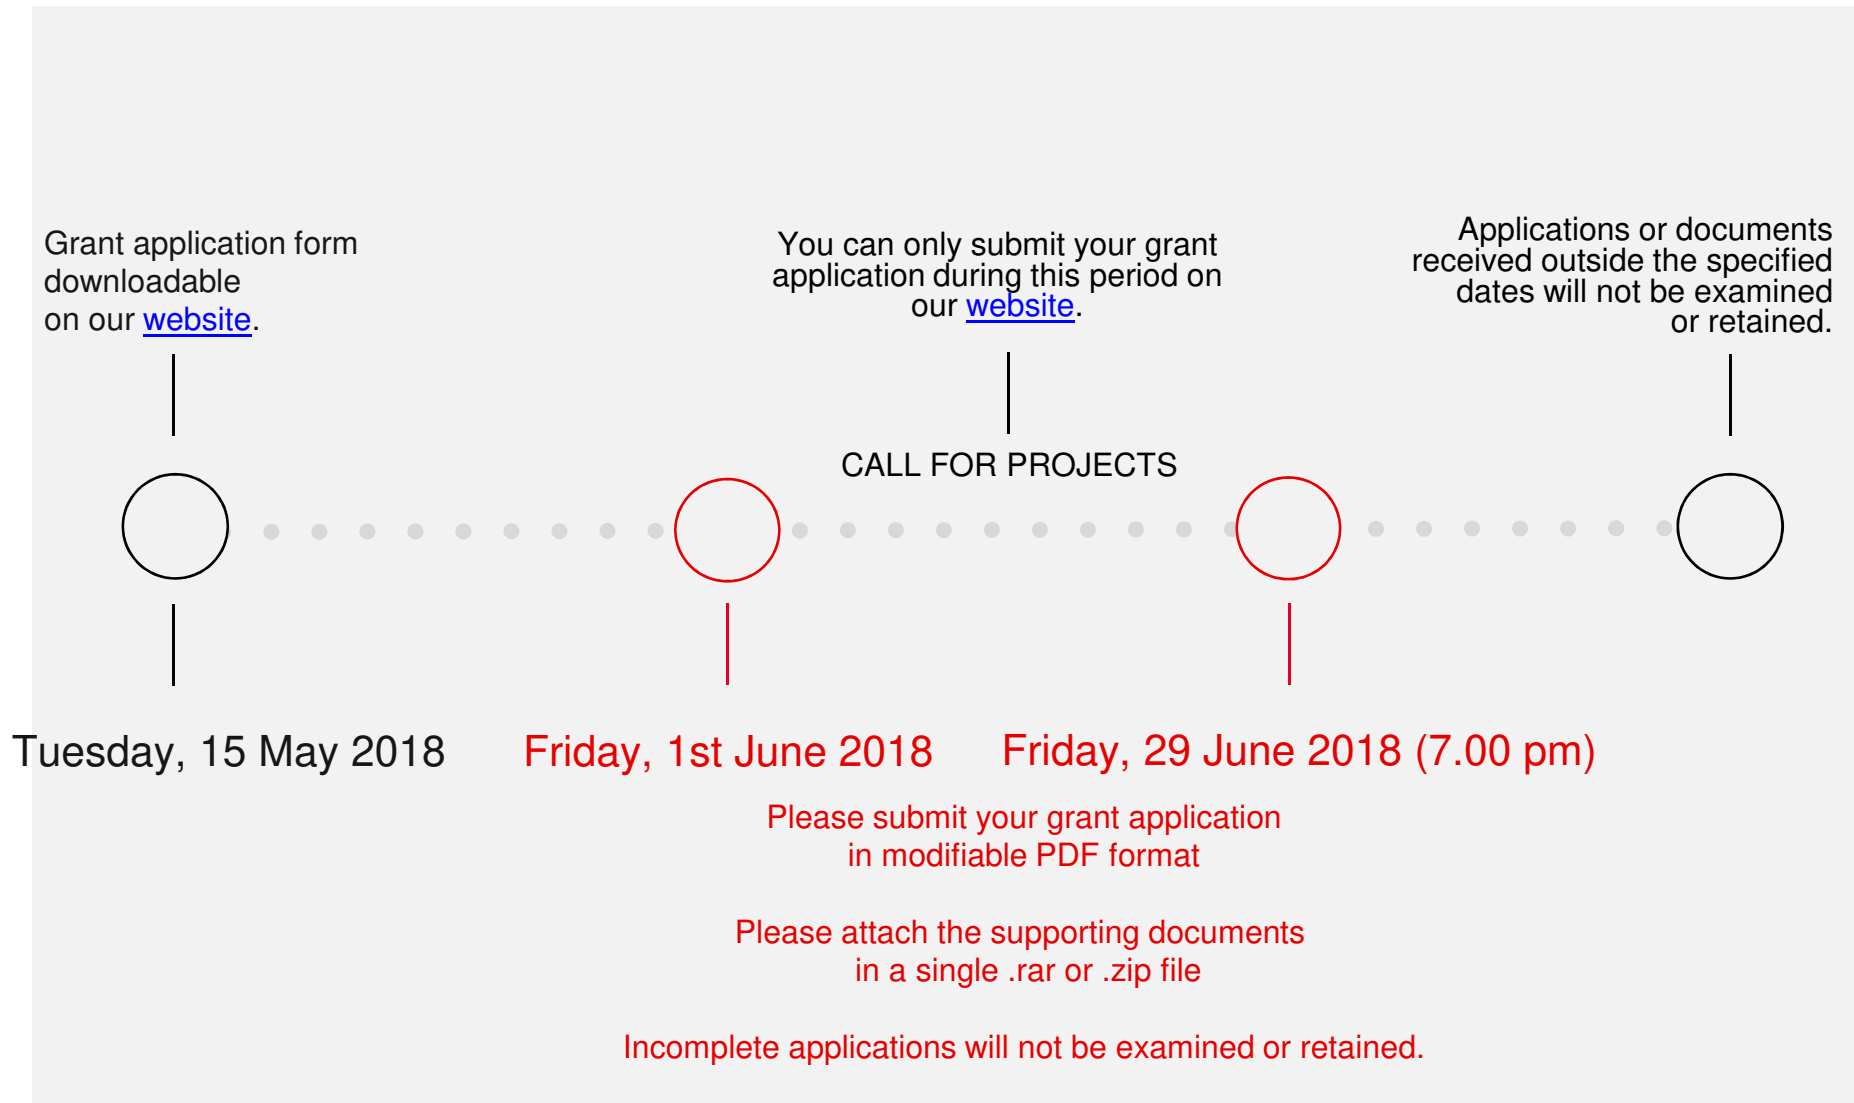 Grant application form
downloadable
on our website.
You can only submit your grant
application during this period on
our website.
Applications or documents
received outside the specified
dates will not be examined
or retained.
CALL FOR PROJECTS
Tuesday, 15 May 2018
Friday, 1st June 2018
Friday, 29 June 2018 (7.00 pm)
Please submit your grant application
in modifiable PDF format
Please attach the supporting documents
in a single .rar or .zip file
Incomplete applications will not be examined or retained.